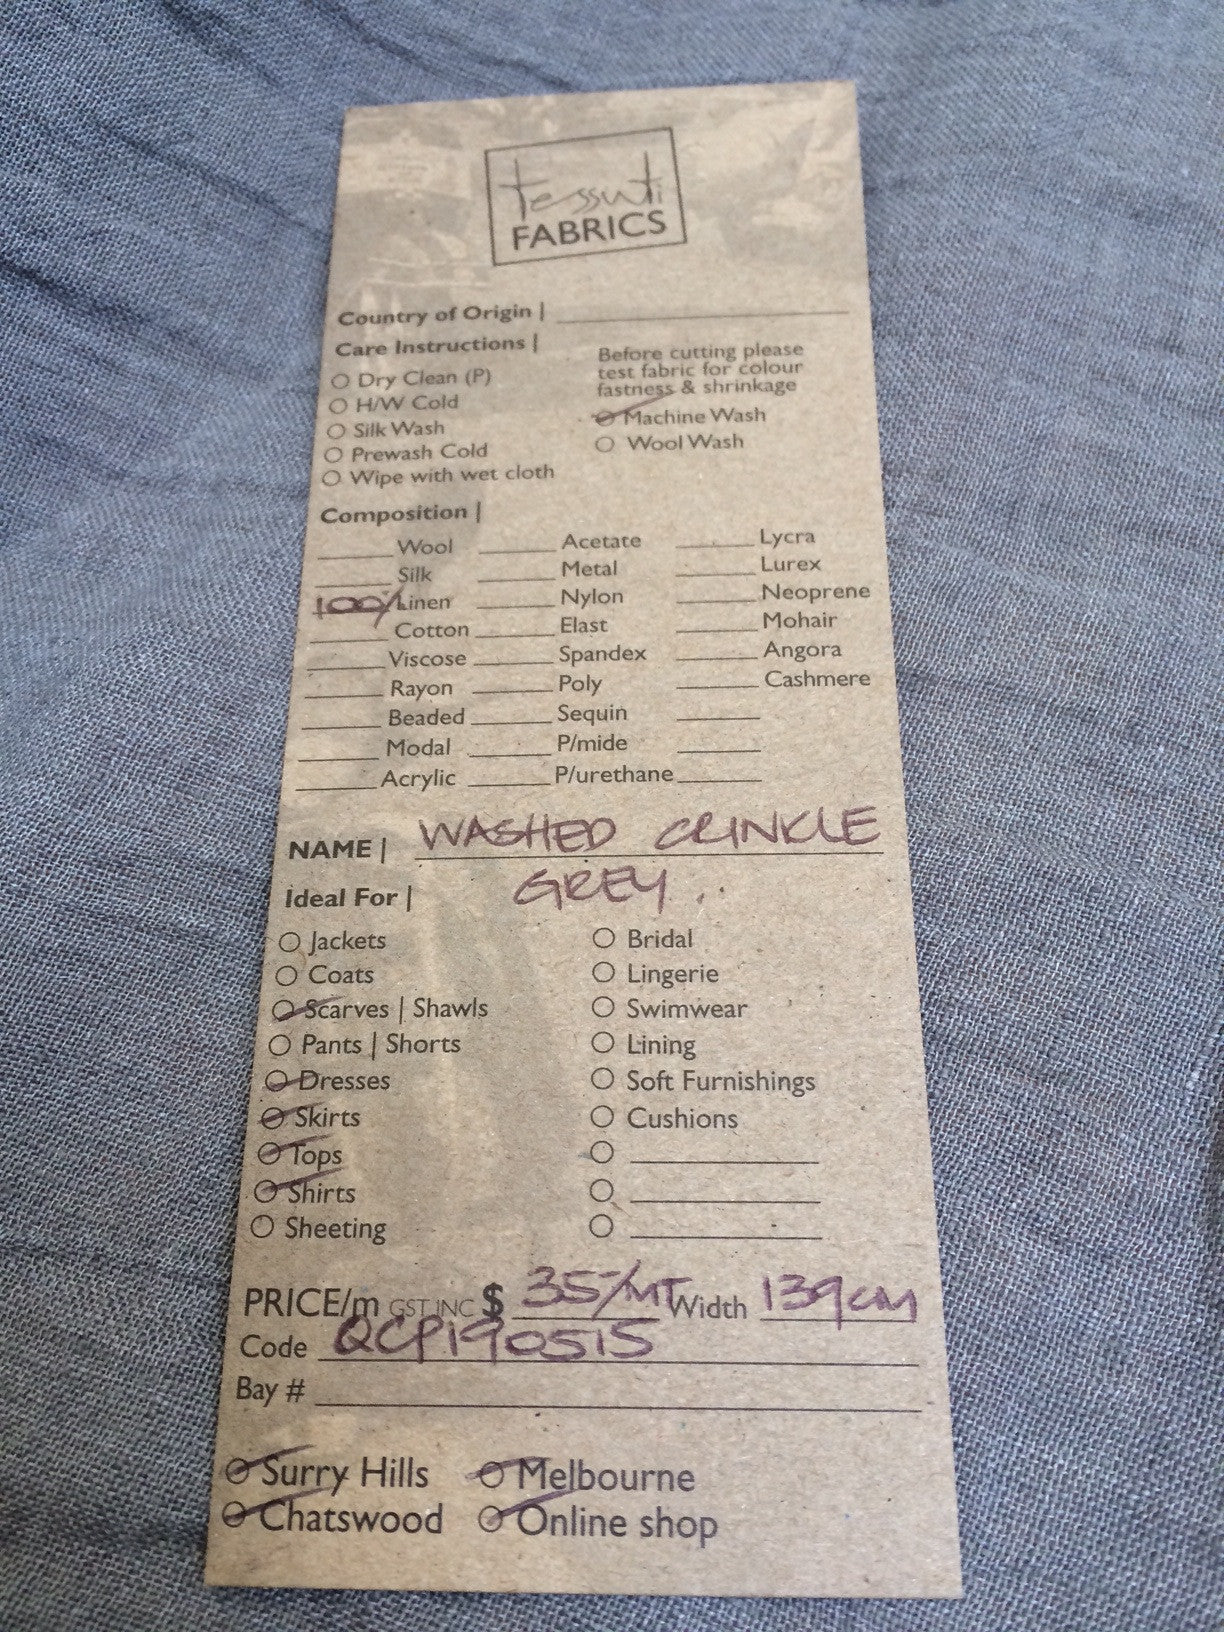 tessuti
FABRICS
Country of Origin |
Care Instructions |
Before cutting please
test fabric for colour
fastness & shrinkage
Dry Clean (P)
H/W Cold
Silk Wash
Prewash Cold
Wipe with wet cloth
Machine Wash
Wool Wash
Composition |
Wool Acetate Lycra
Silk Metal Lurex
100% Linen Nylon Neoprene
Cotton Elast Mohair
Viscose Spandex Angora
Rayon Poly Cashmere
Beaded Sequin
Modal P/mide
Acrylic P/urethane
NAME | WASHED CRINKLE
GREY
Ideal For |
Jackets Bridal
Coats Lingerie
Scarves | Shawls Swimwear
Pants | Shorts Lining
Dresses Soft Furnishings
Skirts Cushions
Tops
Shirts
Sheeting
PRICE/m GST INC $ 35-/MT Width 139cm
Code QCP190515
Bay #
Surry Hills Melbourne
Chatswood Online shop